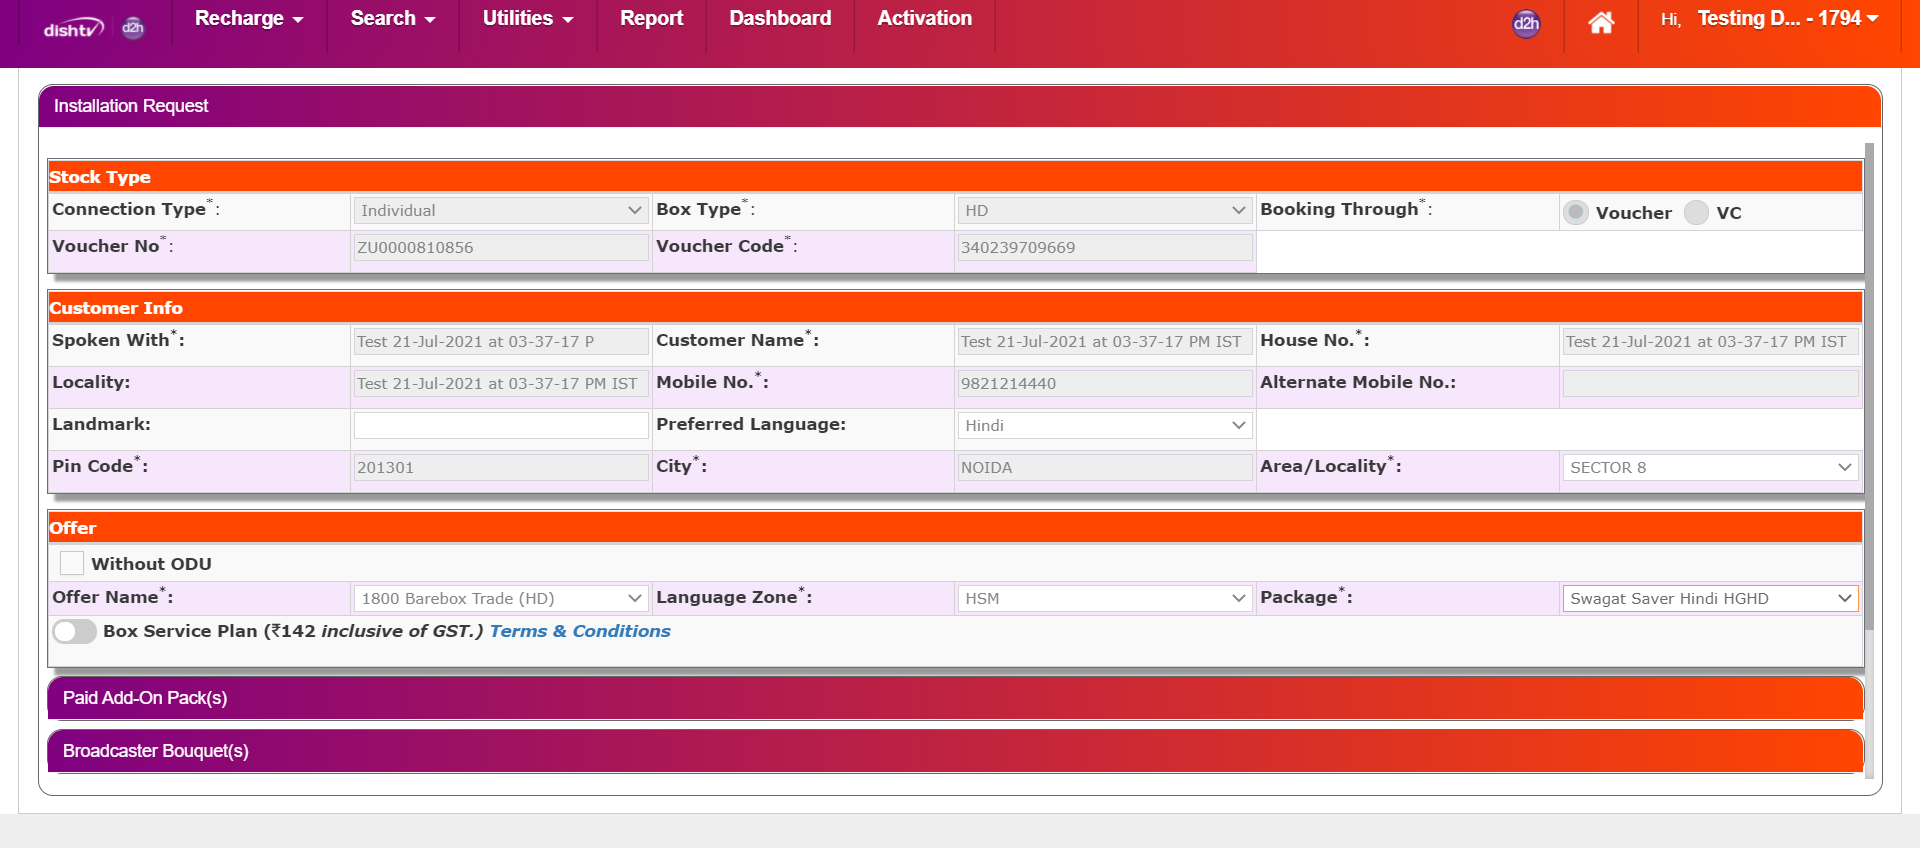 dishtv d2h Recharge Search Utilities Report Dashboard Activation d2h Hi, Testing D... - 1794
Installation Request
Stock Type
Connection Type*: Individual Box Type*: HD Booking Through*: Voucher VC
Voucher No*: ZU0000810856 Voucher Code*: 340239709669
Customer Info
Spoken With*: Test 21-Jul-2021 at 03-37-17 P Customer Name*: Test 21-Jul-2021 at 03-37-17 PM IST House No.*: Test 21-Jul-2021 at 03-37-17 PM IST
Locality: Test 21-Jul-2021 at 03-37-17 PM IST Mobile No.*: 9821214440 Alternate Mobile No.:
Landmark: Preferred Language: Hindi
Pin Code*: 201301 City*: NOIDA Area/Locality*: SECTOR 8
Offer
Without ODU
Offer Name*: 1800 Barebox Trade (HD) Language Zone*: HSM Package*: Swagat Saver Hindi HGHD
Box Service Plan (₹142 inclusive of GST.) Terms & Conditions
Paid Add-On Pack(s)
Broadcaster Bouquet(s)